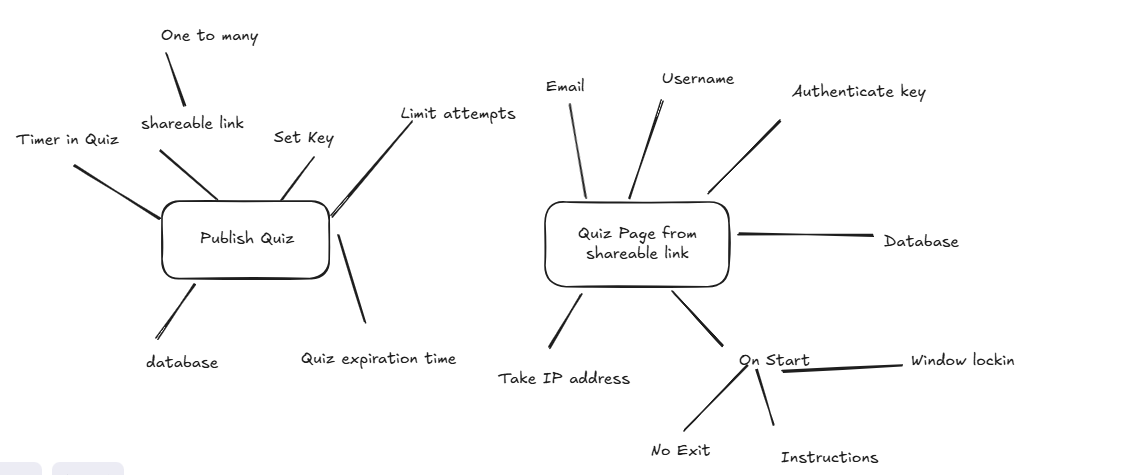 One to many
shareable link
Timer in Quiz
Set Key
Limit attempts
Publish Quiz
database
Quiz expiration time
Email
Username
Authenticate key
Quiz Page from
shareable link
Database
Take IP address
On Start
Window lockin
No Exit
Instructions